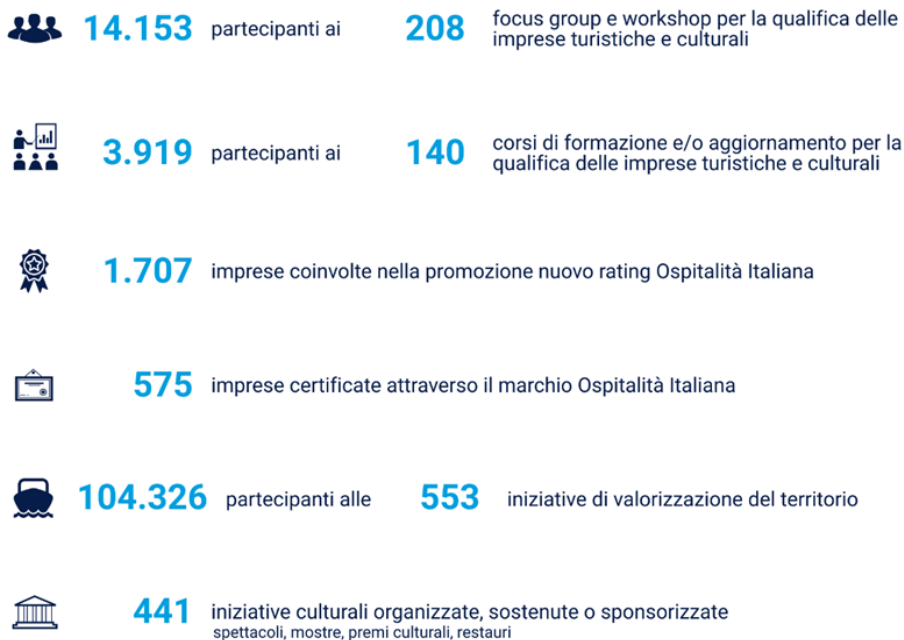 14.153 partecipanti ai 208 focus group e workshop per la qualifica delle
imprese turistiche e culturali
3.919 partecipanti ai 140 corsi di formazione e/o aggiornamento per la
qualifica delle imprese turistiche e culturali
1.707 imprese coinvolte nella promozione nuovo rating Ospitalità Italiana
575 imprese certificate attraverso il marchio Ospitalità Italiana
104.326 partecipanti alle 553 iniziative di valorizzazione del territorio
441 iniziative culturali organizzate, sostenute o sponsorizzate
spettacoli, mostre, premi culturali, restauri